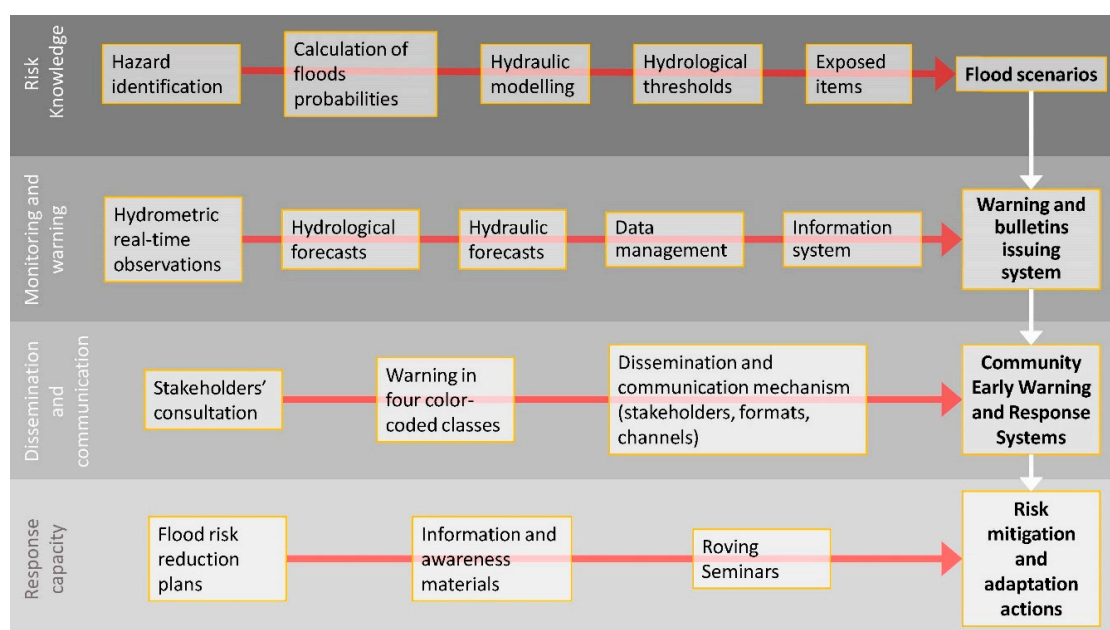 Risk
Knowledge
Hazard
identification
Calculation of
floods
probabilities
Hydraulic
modelling
Hydrological
thresholds
Exposed
items
Flood scenarios
Monitoring and
warning
Hydrometric
real-time
observations
Hydrological
forecasts
Hydraulic
forecasts
Data
management
Information
system
Warning and
bulletins
issuing
system
Dissemination
and
communication
Stakeholders’
consultation
Warning in
four color-
coded classes
Dissemination and
communication mechanism
(stakeholders, formats,
channels)
Community
Early Warning
and Response
Systems
Response
capacity
Flood risk
reduction
plans
Information and
awareness
materials
Roving
Seminars
Risk
mitigation
and
adaptation
actions